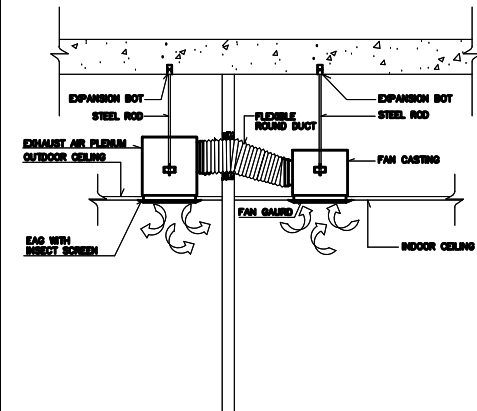 EXPANSION BOT
EXPANSION BOT
STEEL ROD
FLEXIBLE
ROUND DUCT
STEEL ROD
EXHAUST AIR PLENUM
OUTDOOR CEILING
FAN CASTING
FAN GAURD
EAG WITH
INSECT SCREEN
INDOOR CEILING